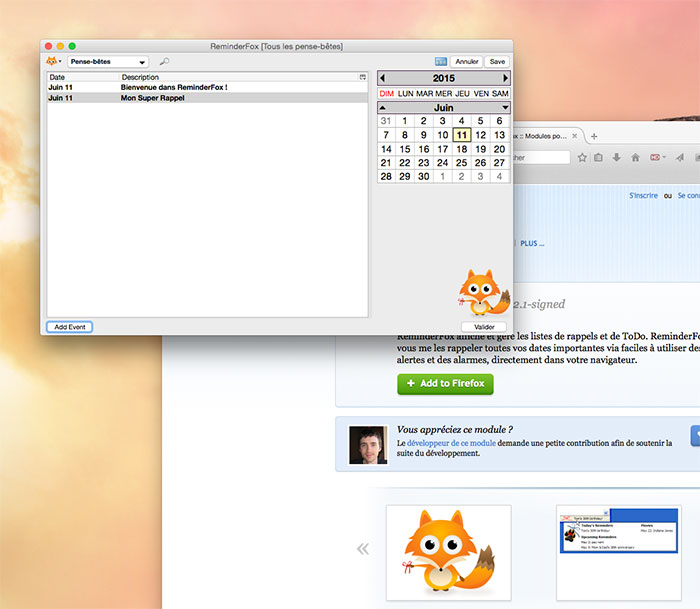 ReminderFox [Tous les pense-bêtes]
Pense-bêtes
Annuler
Save
Date Description
Juin 11 Bienvenue dans ReminderFox !
Juin 11 Mon Super Rappel
2015
DIM LUN MAR MER JEU VEN SAM
Juin
31 1 2 3 4 5 6
7 8 9 10 11 12 13
14 15 16 17 18 19 20
21 22 23 24 25 26 27
28 29 30 1 2 3 4
Add Event
Valider
ox :: Modules po...
cher
S'inscrire ou Se con
PLUS ...
2.1-signed
ReminderFox affiche et gère les listes de rappels et de ToDo. ReminderF
vous me les rappeler toutes vos dates importantes via faciles à utiliser de
alertes et des alarmes, directement dans votre navigateur.
+ Add to Firefox
Vous appréciez ce module ?
Le développeur de ce module demande une petite contribution afin de soutenir la
suite du développement.
Today's Reminders
Upcoming Reminders